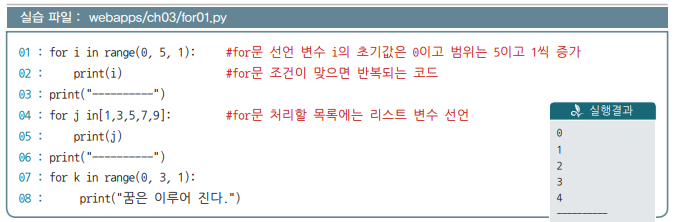 실습 파일 : webapps/ch03/for01.py
01 : for i in range(0, 5, 1): #for문 선언 변수 i의 초기값은 0이고 범위는 5이고 1씩 증가
02 : print(i) #for문 조건이 맞으면 반복되는 코드
03 : print("----------")
04 : for j in[1,3,5,7,9]: #for문 처리할 목록에는 리스트 변수 선언
05 : print(j)
06 : print("----------")
07 : for k in range(0, 3, 1):
08 : print("꿈은 이루어 진다.")
실행결과
0
1
2
3
4
----------